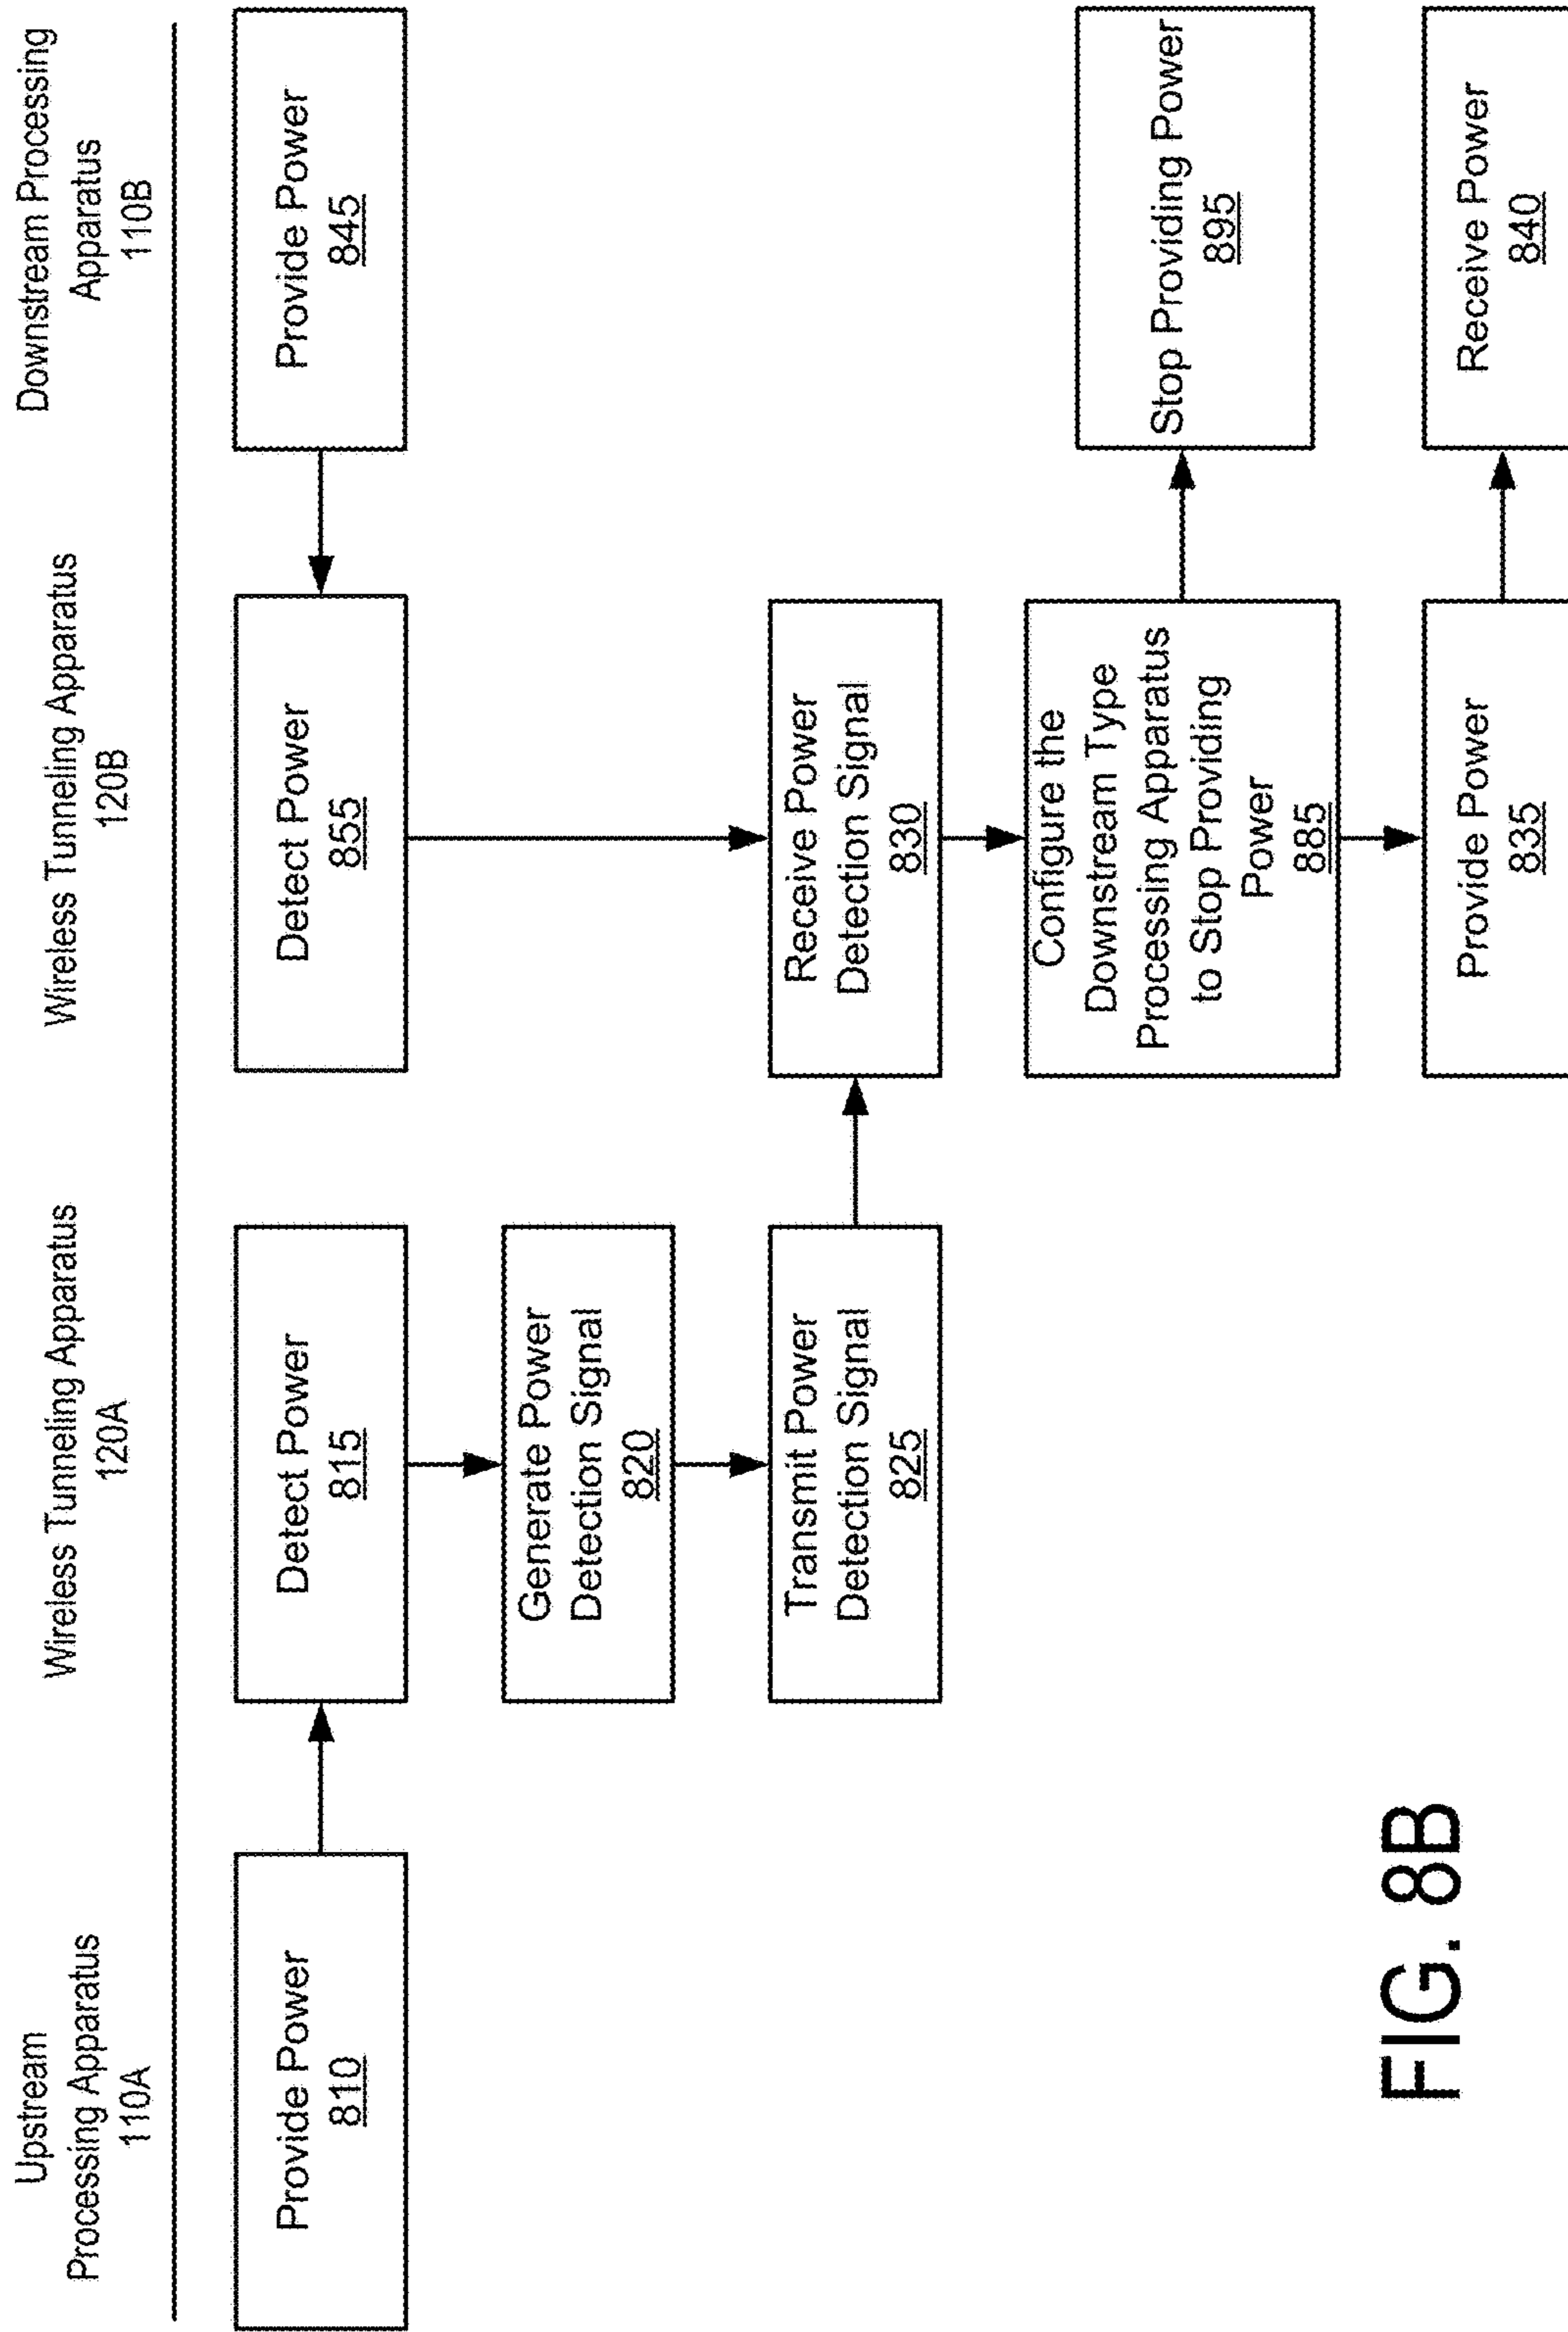 Upstream
Processing Apparatus
110A
Wireless Tunneling Apparatus
120A
Wireless Tunneling Apparatus
120B
Downstream Processing
Apparatus
110B
Provide Power
810
Detect Power
815
Detect Power
855
Provide Power
845
Generate Power
Detection Signal
820
Transmit Power
Detection Signal
825
Receive Power
Detection Signal
830
Configure the
Downstream Type
Processing Apparatus
to Stop Providing
Power
885
Stop Providing Power
895
Provide Power
835
Receive Power
840
FIG. 8B